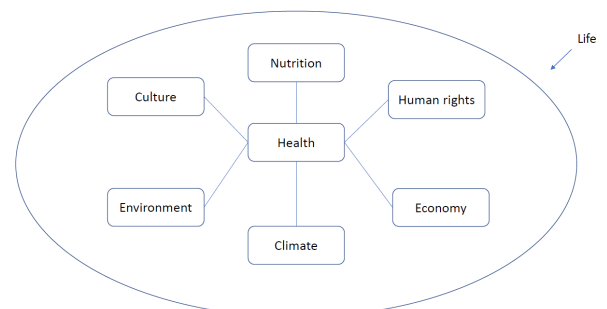 Life
Nutrition
Culture
Human rights
Health
Environment
Economy
Climate